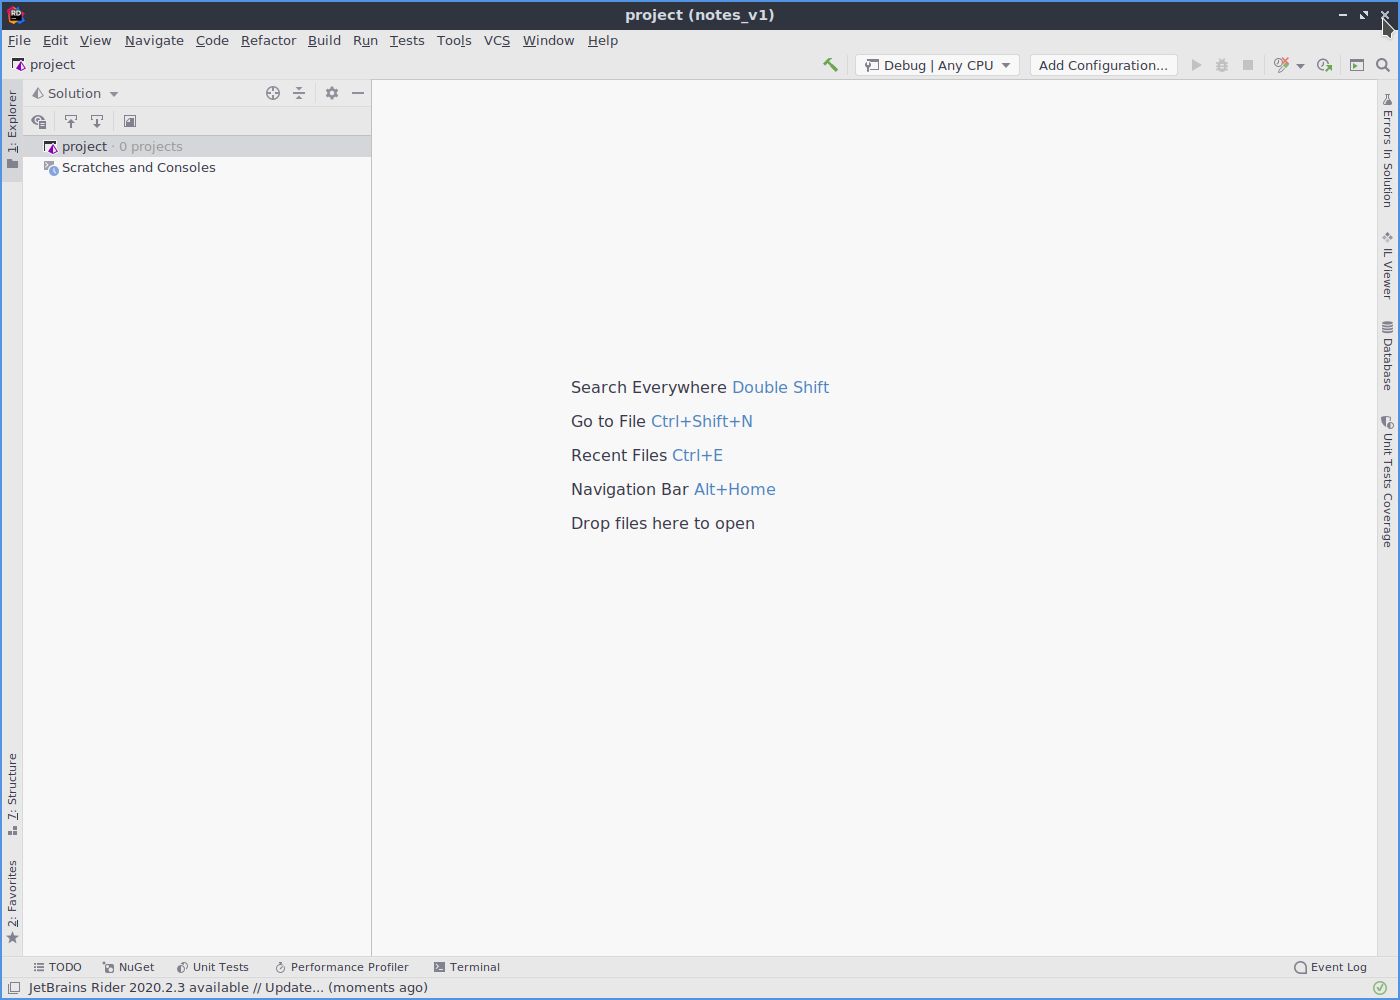 project (notes_v1)
File Edit View Navigate Code Refactor Build Run Tests Tools VCS Window Help
project
Debug | Any CPU
Add Configuration...
1: Explorer
Solution
project · 0 projects
Scratches and Consoles
Search Everywhere Double Shift
Go to File Ctrl+Shift+N
Recent Files Ctrl+E
Navigation Bar Alt+Home
Drop files here to open
Errors In Solution
IL Viewer
Database
Unit Tests Coverage
7: Structure
2: Favorites
TODO NuGet Unit Tests Performance Profiler Terminal Event Log
JetBrains Rider 2020.2.3 available // Update... (moments ago)